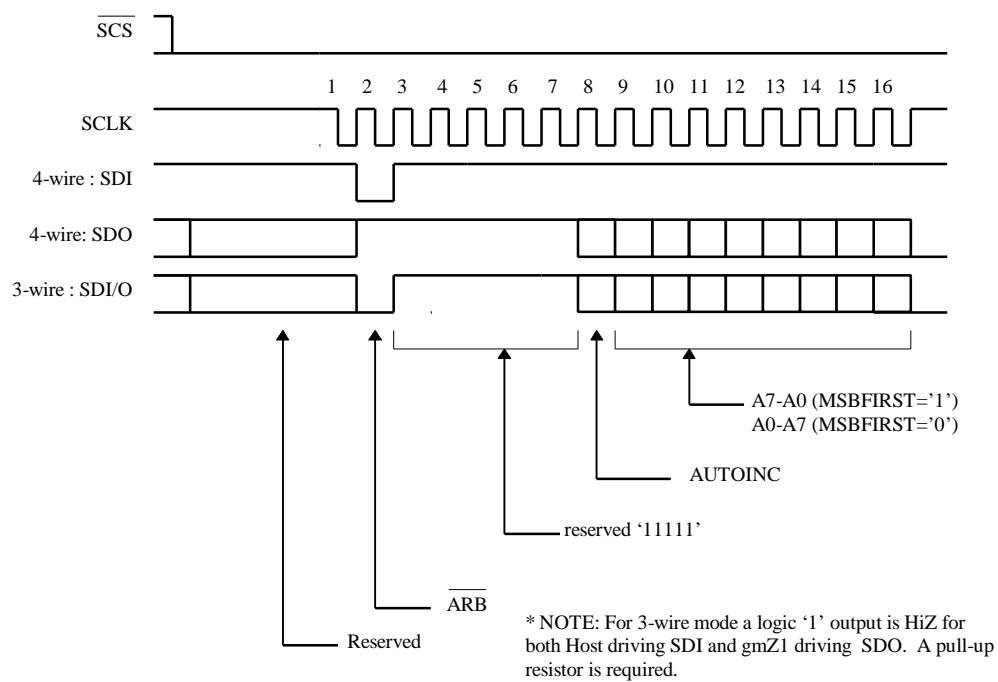 SCS
1 2 3 4 5 6 7 8 9 10 11 12 13 14 15 16
SCLK
4-wire : SDI
4-wire: SDO
3-wire : SDI/O
A7-A0 (MSBFIRST=’1’)
A0-A7 (MSBFIRST=’0’)
AUTOINC
reserved ‘11111’
ARB
Reserved
* NOTE: For 3-wire mode a logic ‘1’ output is HiZ for
both Host driving SDI and gmZ1 driving SDO. A pull-up
resistor is required.